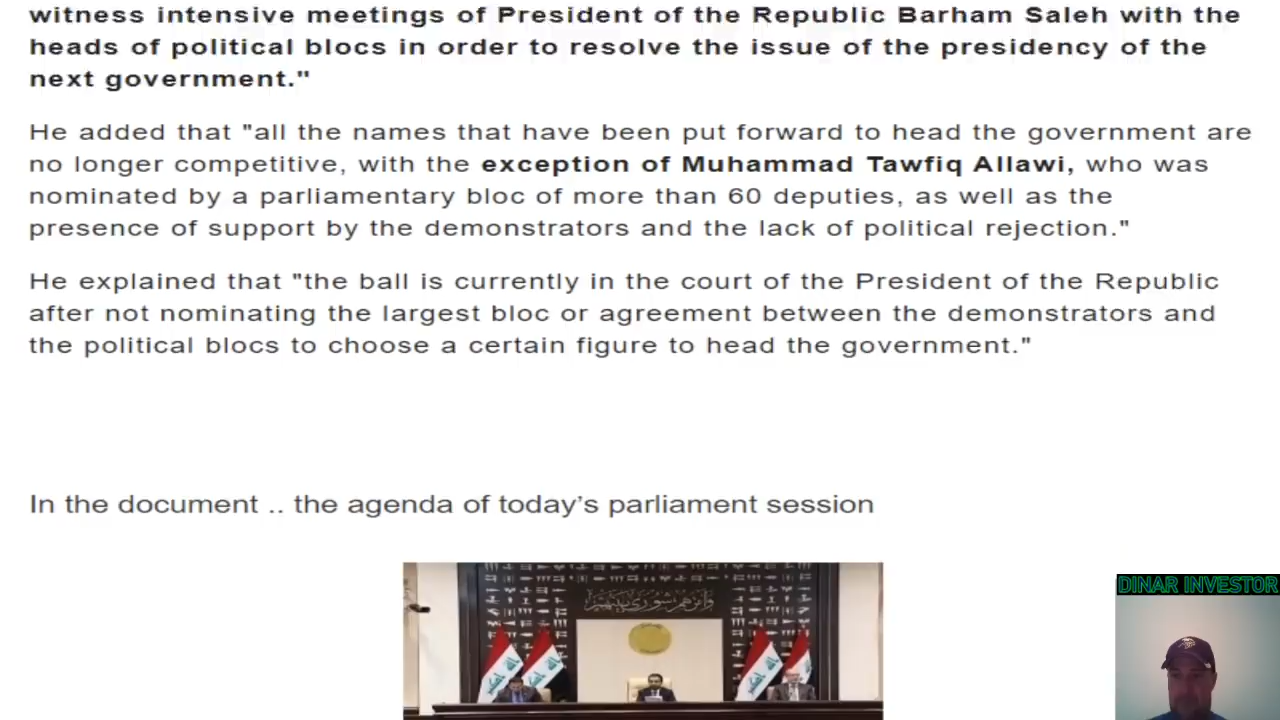 witness intensive meetings of President of the Republic Barham Saleh with the
heads of political blocs in order to resolve the issue of the presidency of the
next government."
He added that "all the names that have been put forward to head the government are
no longer competitive, with the exception of Muhammad Tawfiq Allawi, who was
nominated by a parliamentary bloc of more than 60 deputies, as well as the
presence of support by the demonstrators and the lack of political rejection."
He explained that "the ball is currently in the court of the President of the Republic
after not nominating the largest bloc or agreement between the demonstrators and
the political blocs to choose a certain figure to head the government."
In the document .. the agenda of today’s parliament session
وأمرهم شورى بينهم
DINAR INVESTOR